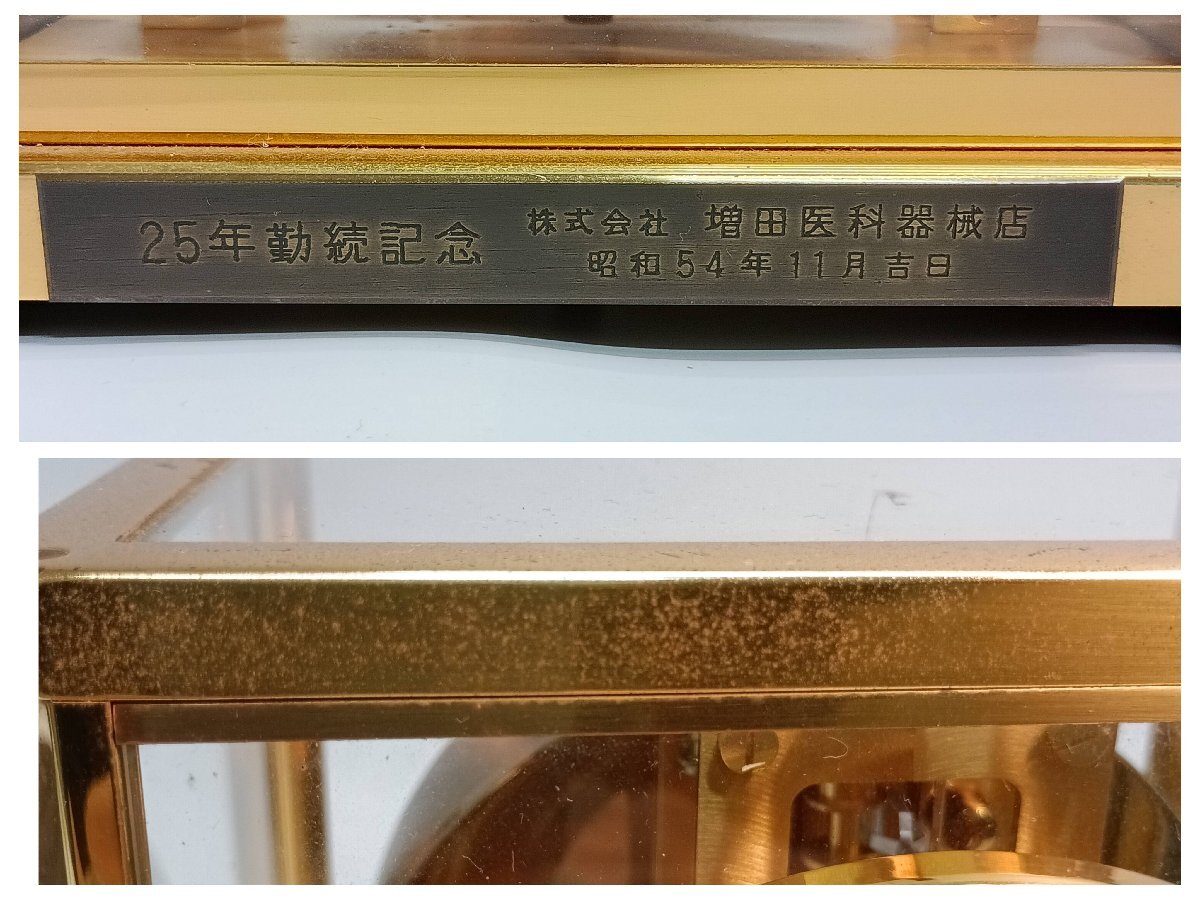 25年勤続記念
株式会社 増田医科器械店
昭和54年11月吉日